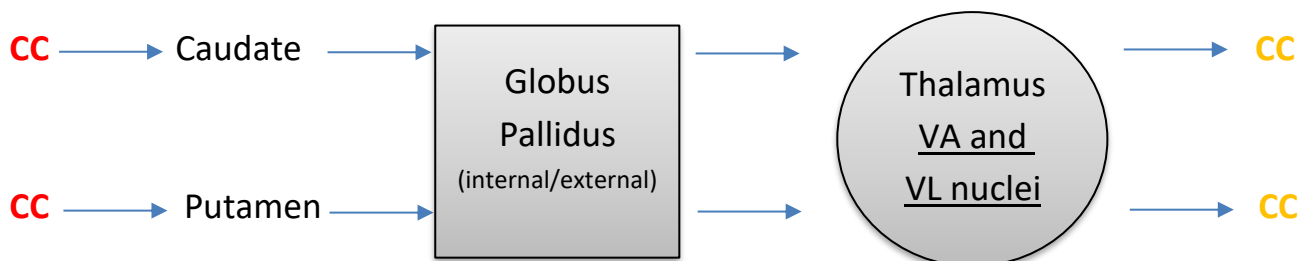 CC Caudate CC
Globus
Pallidus
(internal/external)
Thalamus
VA and
VL nuclei
CC Putamen CC